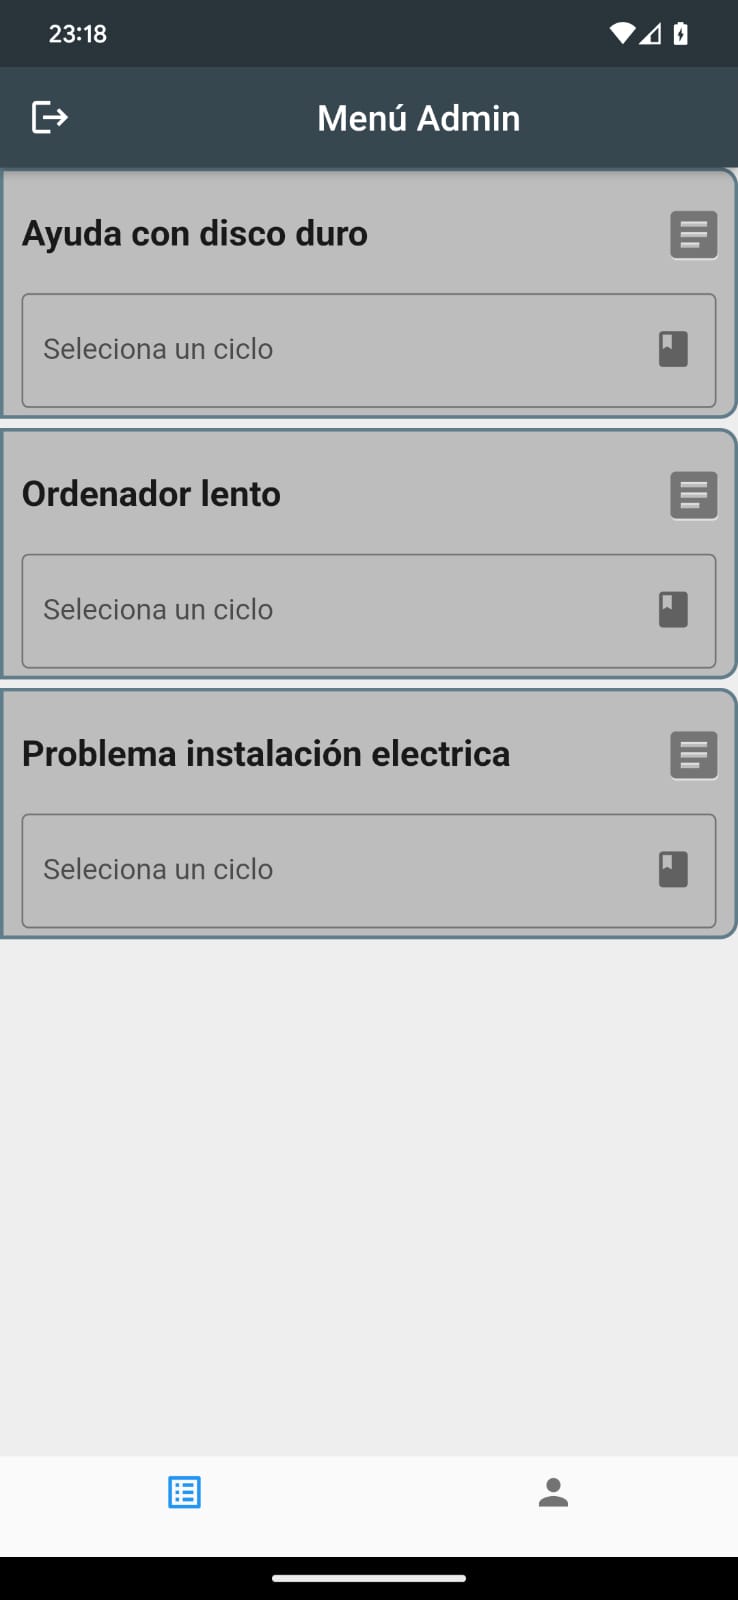 23:18
Menú Admin
Ayuda con disco duro
Seleciona un ciclo
Ordenador lento
Seleciona un ciclo
Problema instalación electrica
Seleciona un ciclo